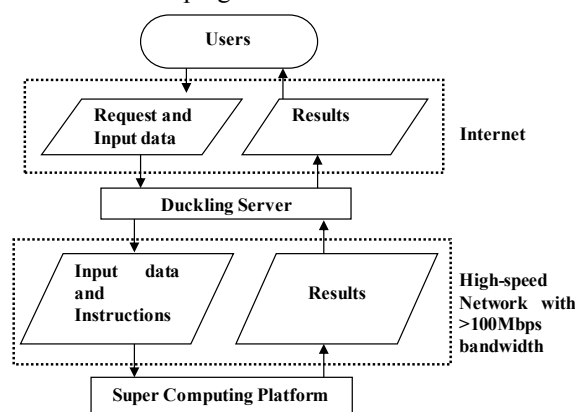 Users
Request and
Input data
Results
Internet
Duckling Server
Input data
and
Instructions
Results
High-speed
Network with
>100Mbps
bandwidth
Super Computing Platform